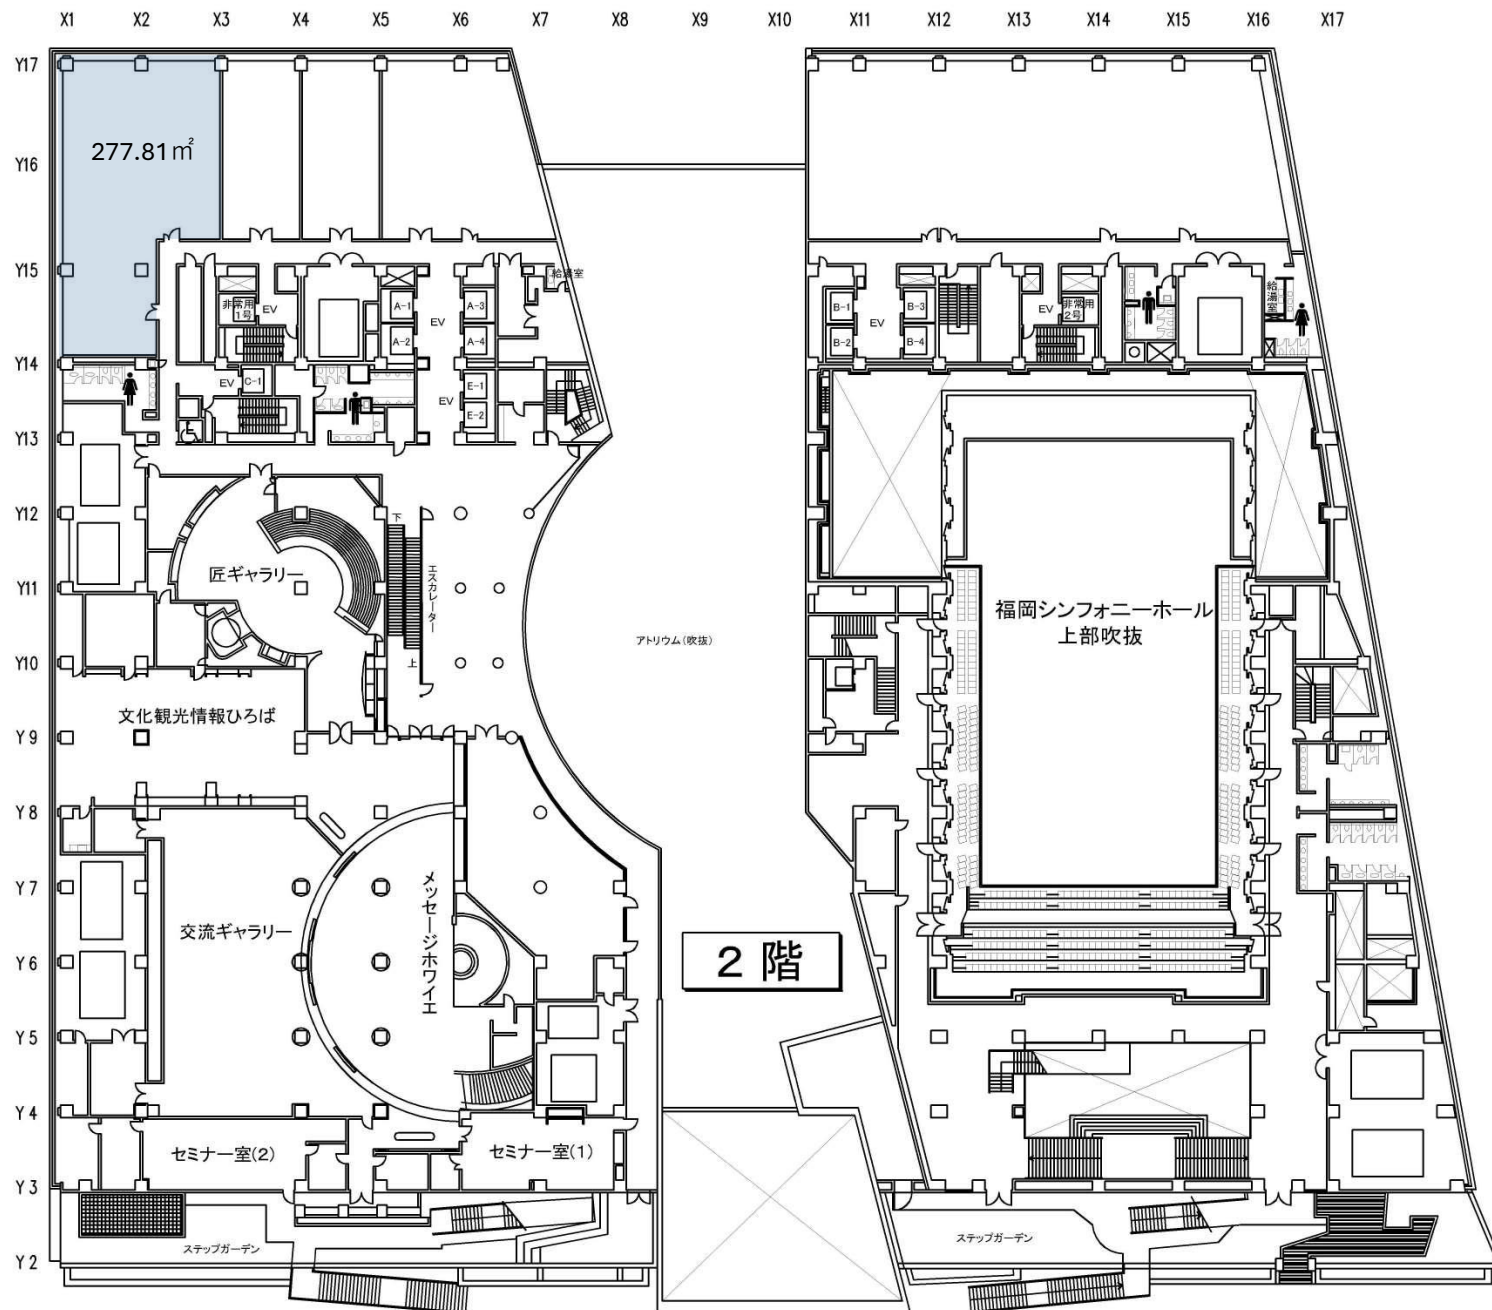 X1 X2 X3 X4 X5 X6 X7 X8 X9 X10 X11 X12 X13 X14 X15 X16 X17
Y17
277.81㎡
Y16
Y15
給湯室
非常用
1号
EV
A-1
A-2
EV
A-3
A-4
B-1
B-2
EV
B-3
B-4
EV
非常用
2号
給湯室
Y14
EV
C-1
EV
E-1
E-2
Y13
Y12
下
エスカレーター
上
匠ギャラリー
Y11
アトリウム(吹抜)
福岡シンフォニーホール
上部吹抜
Y10
文化観光情報ひろば
Y 9
Y 8
Y 7
交流ギャラリー
メッセージホワイエ
Y 6
2 階
Y 5
Y 4
セミナー室(2)
セミナー室(1)
Y 3
ステップガーデン
ステップガーデン
Y 2